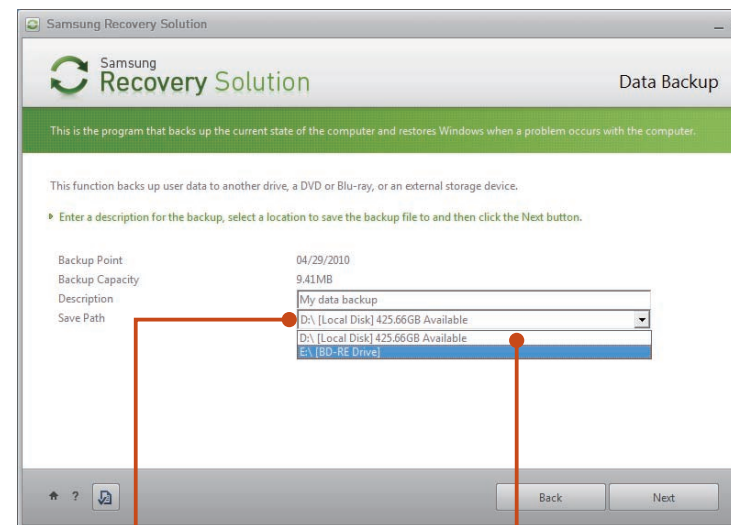 Samsung Recovery Solution
Samsung
Recovery Solution
Data Backup
This is the program that backs up the current state of the computer and restores Windows when a problem occurs with the computer.
This function backs up user data to another drive, a DVD or Blu-ray, or an external storage device.
Enter a description for the backup, select a location to save the backup file to and then click the Next button.
Backup Point 04/29/2010
Backup Capacity 9.41MB
Description My data backup
Save Path D:\ [Local Disk] 425.66GB Available
D:\ [Local Disk] 425.66GB Available
E:\ [BD-RE Drive]
? Back Next